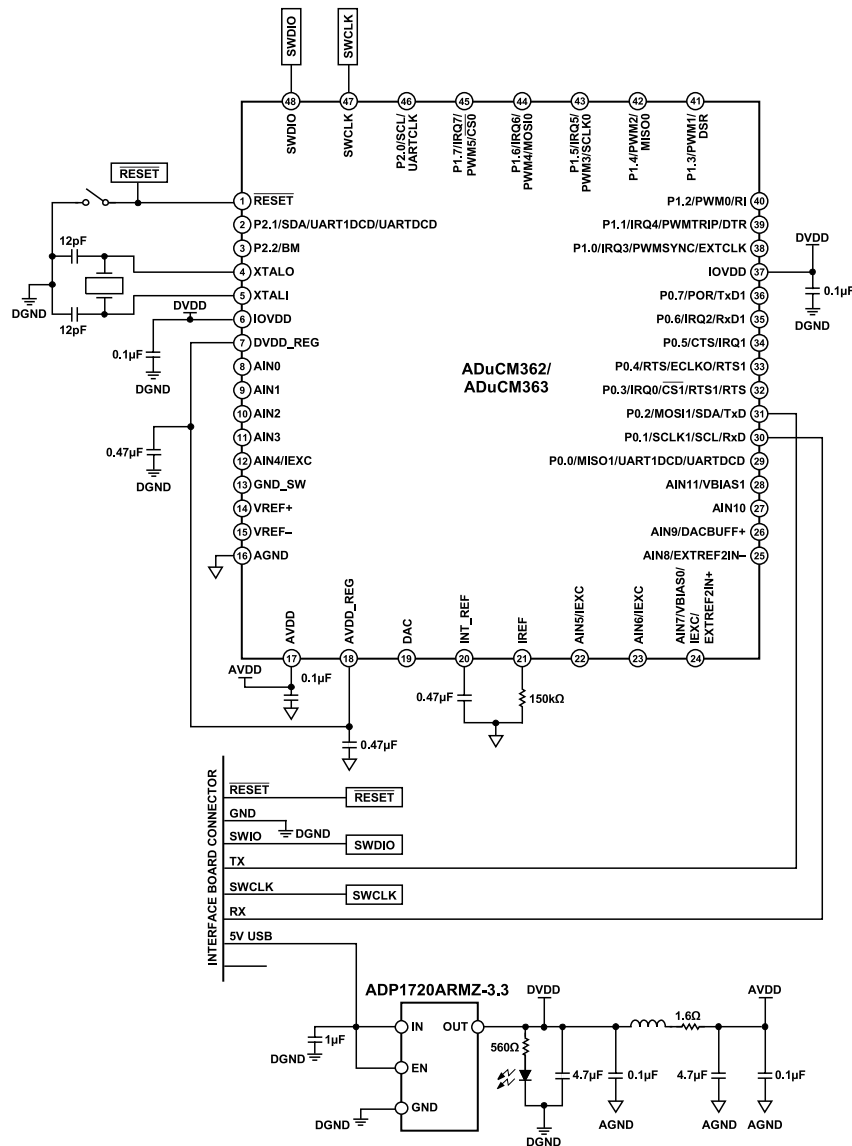 SWDIO
SWCLK
48
47
46
45
44
43
42
41
SWDIO
SWCLK
P2.0/SCL/
UARTCLK
P1.7/IRQ7/
PWM5/CS0
P1.6/IRQ6/
PWM4/MOSI0
P1.5/IRQ5/
PWM3/SCLK0
P1.4/PWM2/
MISO0
P1.3/PWM1/
DSR
RESET
1 RESET
2 P2.1/SDA/UART1DCD/UARTDCD
3 P2.2/BM
12pF
4 XTALO
5 XTALI
DGND
12pF
DVDD
6 IOVDD
7 DVDD_REG
0.1µF
DGND
8 AIN0
9 AIN1
10 AIN2
11 AIN3
0.47µF
DGND
12 AIN4/IEXC
13 GND_SW
14 VREF+
15 VREF–
16 AGND
ADuCM362/
ADuCM363
P1.2/PWM0/RI 40
P1.1/IRQ4/PWMTRIP/DTR 39
P1.0/IRQ3/PWMSYNC/EXTCLK 38
DVDD
IOVDD 37
0.1µF
DGND
P0.7/POR/TxD1 36
P0.6/IRQ2/RxD1 35
P0.5/CTS/IRQ1 34
P0.4/RTS/ECLKO/RTS1 33
P0.3/IRQ0/CS1/RTS1/RTS 32
P0.2/MOSI1/SDA/TxD 31
P0.1/SCLK1/SCL/RxD 30
P0.0/MISO1/UART1DCD/UARTDCD 29
AIN11/VBIAS1 28
AIN10 27
AIN9/DACBUFF+ 26
AIN8/EXTREF2IN– 25
AVDD
AVDD_REG
DAC
INT_REF
IREF
AIN5/IEXC
AIN6/IEXC
AIN7/VBIAS0/
IEXC/
EXTREF2IN+
17
18
19
20
21
22
23
24
AVDD
0.1µF
0.47µF
0.47µF
150kΩ
INTERFACE BOARD CONNECTOR
RESET
RESET
GND
DGND
SWIO
SWDIO
TX
SWCLK
SWCLK
RX
5V USB
ADP1720ARMZ-3.3
IN
OUT
EN
GND
1µF
DGND
DGND
DVDD
560Ω
4.7µF
0.1µF
DGND
AGND
1.6Ω
AVDD
4.7µF
0.1µF
AGND
AGND